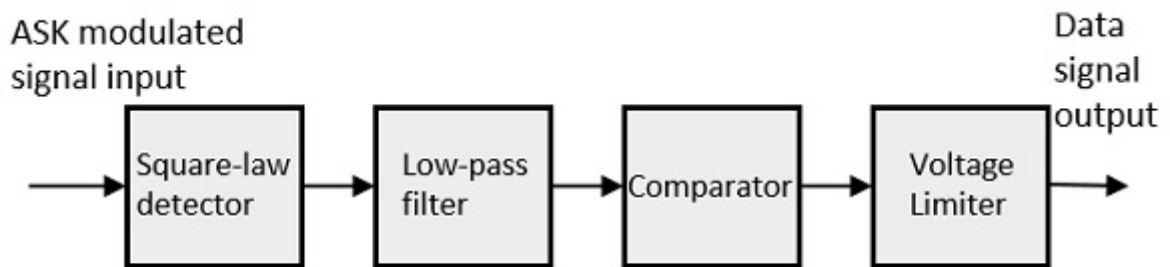 ASK modulated
signal input
Data
signal
output
Square-law
detector
Low-pass
filter
Comparator
Voltage
Limiter